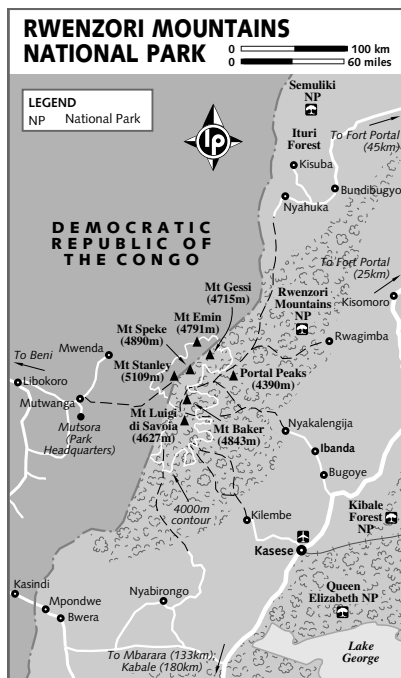 RWENZORI MOUNTAINS
NATIONAL PARK
0 100 km
0 60 miles
LEGEND
NP National Park
lp
Semuliki
NP
To Fort Portal
(45km)
Ituri
Forest
Kisuba
Bundibugyo
Nyahuka
DEMOCRATIC
REPUBLIC OF
THE CONGO
To Fort Portal
(25km)
Mt Gessi
(4715m)
Mt Emin
(4791m)
Rwenzori
Mountains
NP
Kisomoro
Mt Speke
(4890m)
Rwagimba
Mwenda
To Beni
Mt Stanley
(5109m)
Portal Peaks
(4390m)
Libokoro
Mutwanga
Mutsora
(Park
Headquarters)
Mt Luigi
di Savoia
(4627m)
Mt Baker
(4843m)
Nyakalengija
Ibanda
Bugoye
4000m
contour
Kilembe
Kibale
Forest
NP
Kasese
Kasindi
Mpondwe
Bwera
Nyabirongo
Queen
Elizabeth NP
To Mbarara (133km);
Kabale (180km)
Lake
George